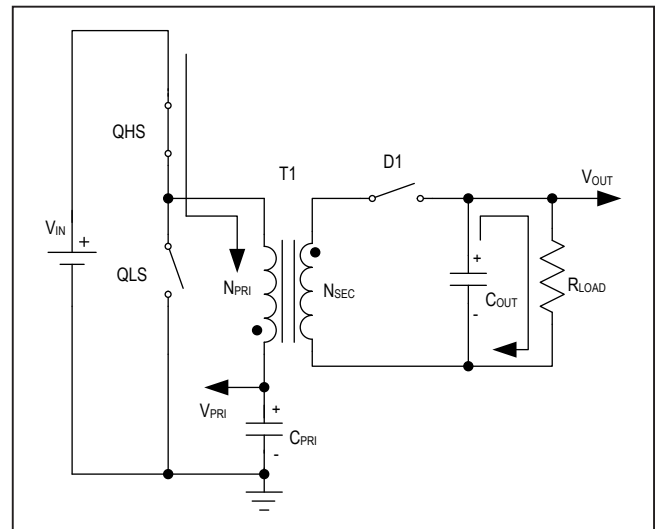 QHS
T1
D1
VOUT
VIN
+
QLS
NPRI
NSEC
+
COUT
-
RLOAD
VPRI
+
CPRI
-